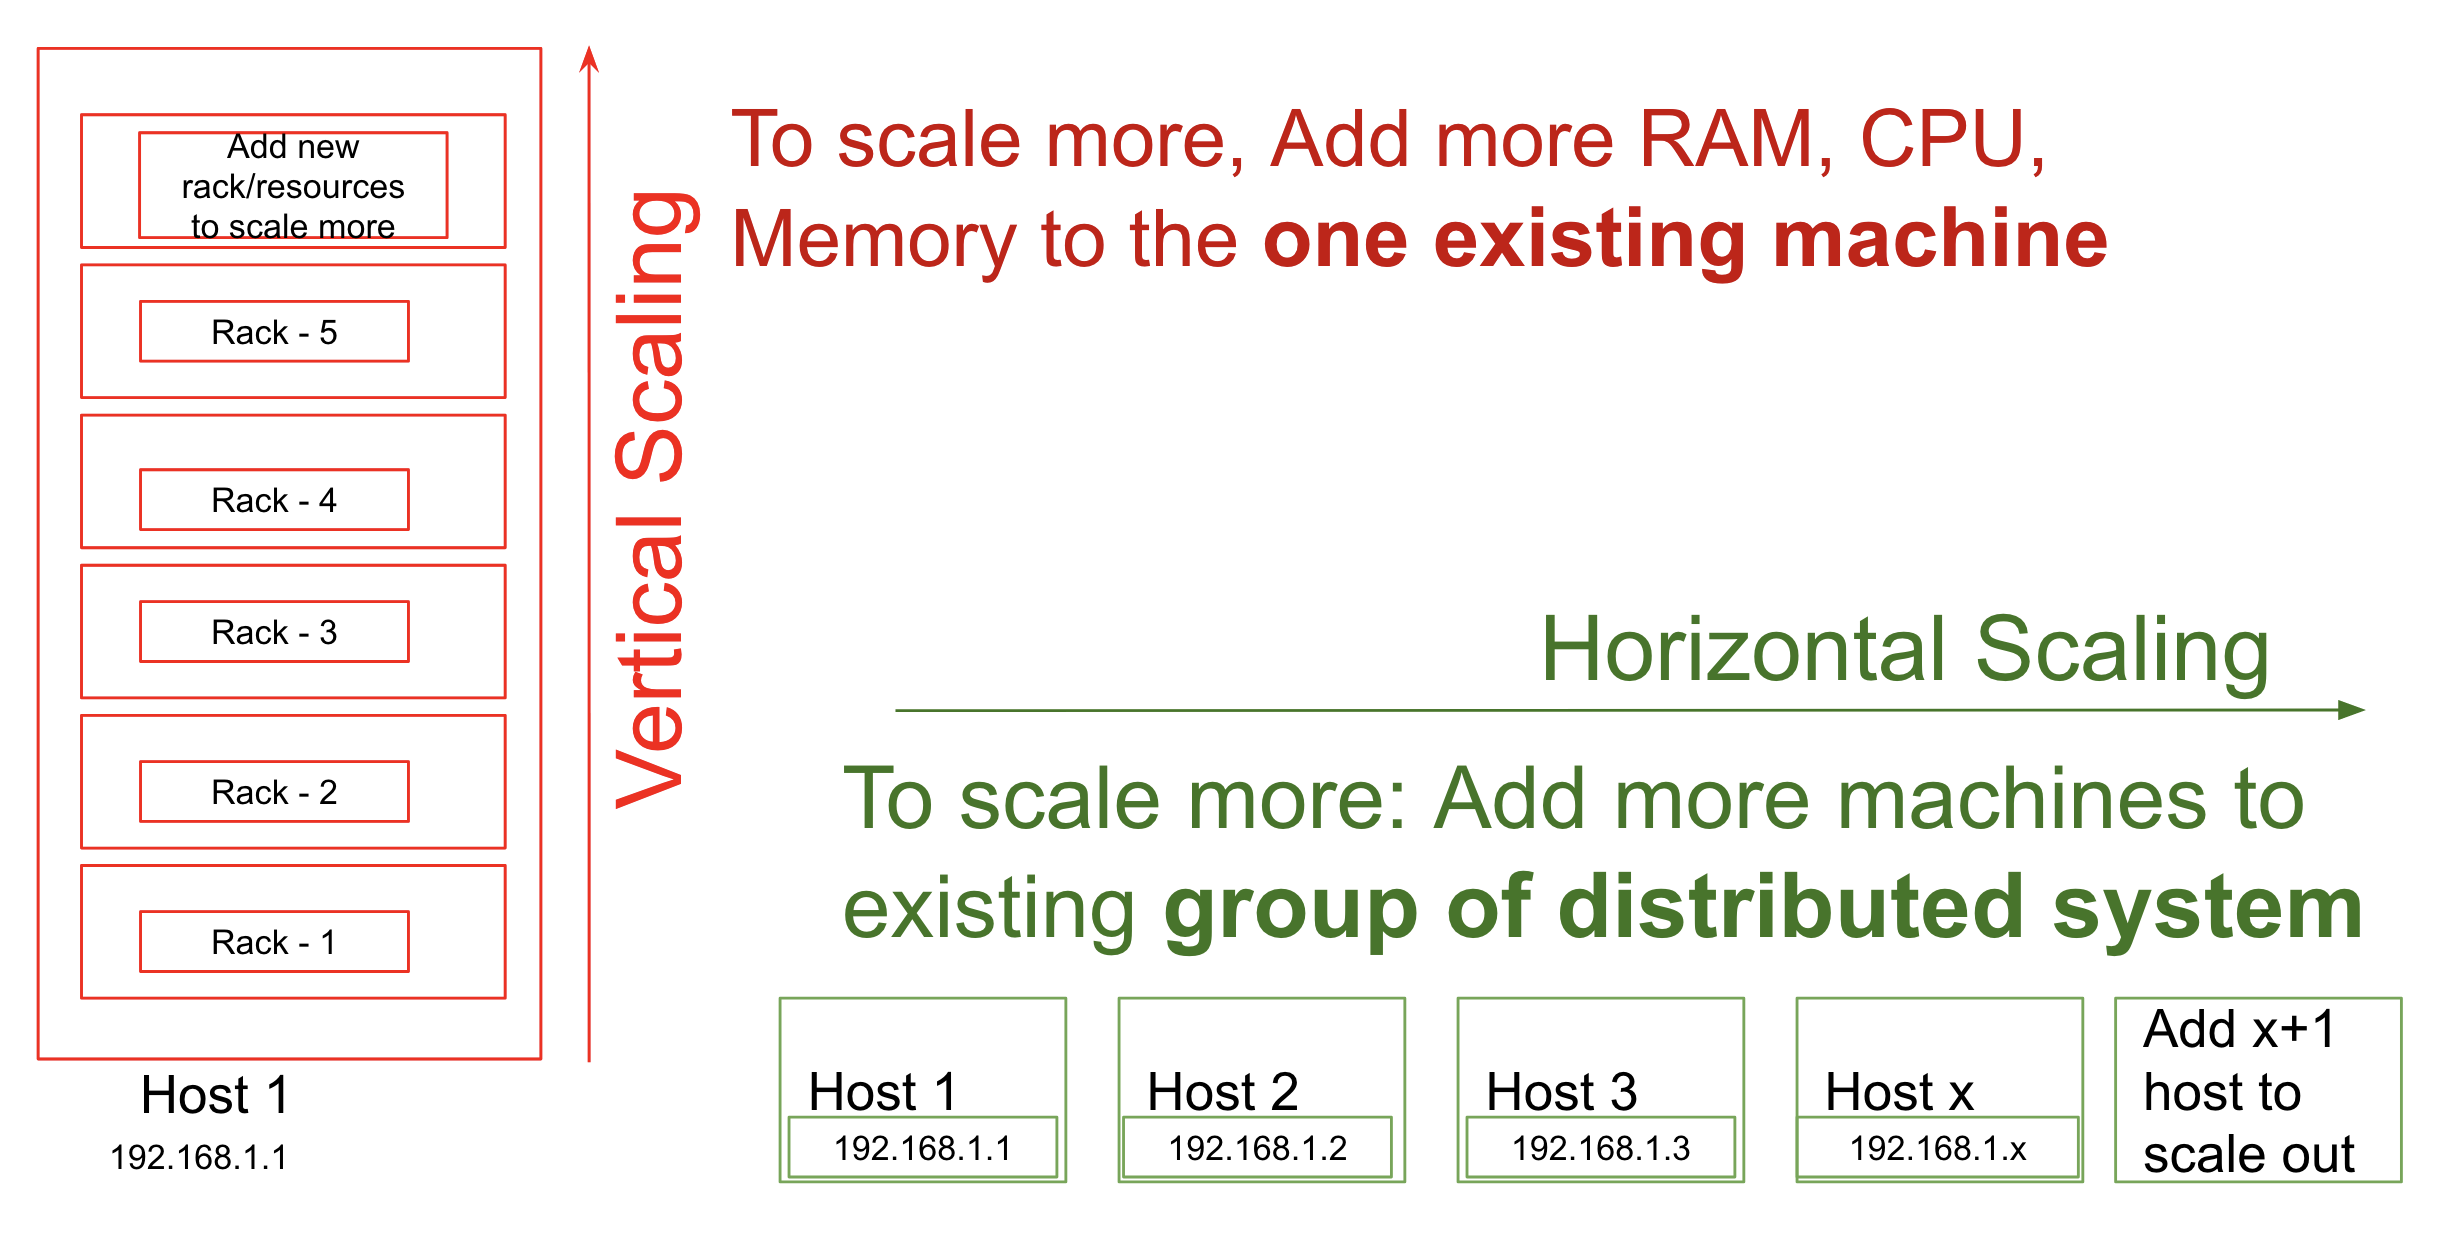 Add new
rack/resources
to scale more
Rack - 5
Rack - 4
Rack - 3
Rack - 2
Rack - 1
Host 1
192.168.1.1
Vertical Scaling
To scale more, Add more RAM, CPU,
Memory to the one existing machine
Horizontal Scaling
To scale more: Add more machines to
existing group of distributed system
Host 1
192.168.1.1
Host 2
192.168.1.2
Host 3
192.168.1.3
Host x
192.168.1.x
Add x+1
host to
scale out